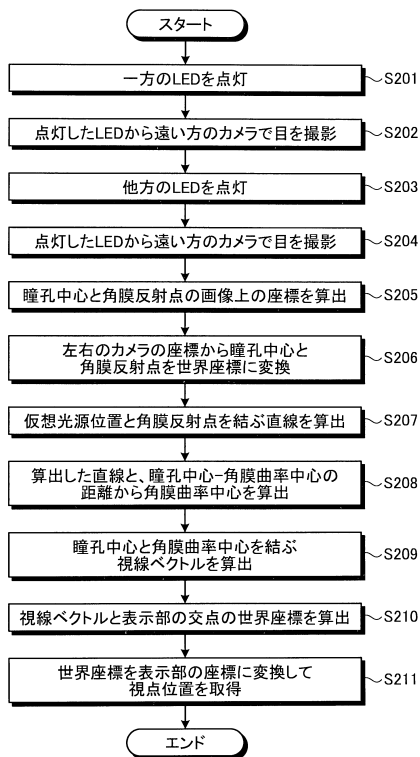 スタート
一方のLEDを点灯
S201
点灯したLEDから遠い方のカメラで目を撮影
S202
他方のLEDを点灯
S203
点灯したLEDから遠い方のカメラで目を撮影
S204
瞳孔中心と角膜反射点の画像上の座標を算出
S205
左右のカメラの座標から瞳孔中心と
角膜反射点を世界座標に変換
S206
仮想光源位置と角膜反射点を結ぶ直線を算出
S207
算出した直線と、瞳孔中心-角膜曲率中心の
距離から角膜曲率中心を算出
S208
瞳孔中心と角膜曲率中心を結ぶ
視線ベクトルを算出
S209
視線ベクトルと表示部の交点の世界座標を算出
S210
世界座標を表示部の座標に変換して
視点位置を取得
S211
エンド